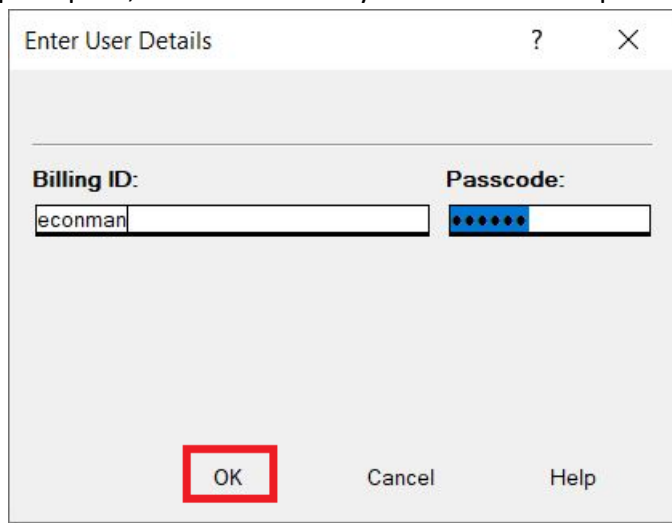 Enter User Details ? ×
Billing ID: Passcode:
econman ●●●●●●
OK Cancel Help